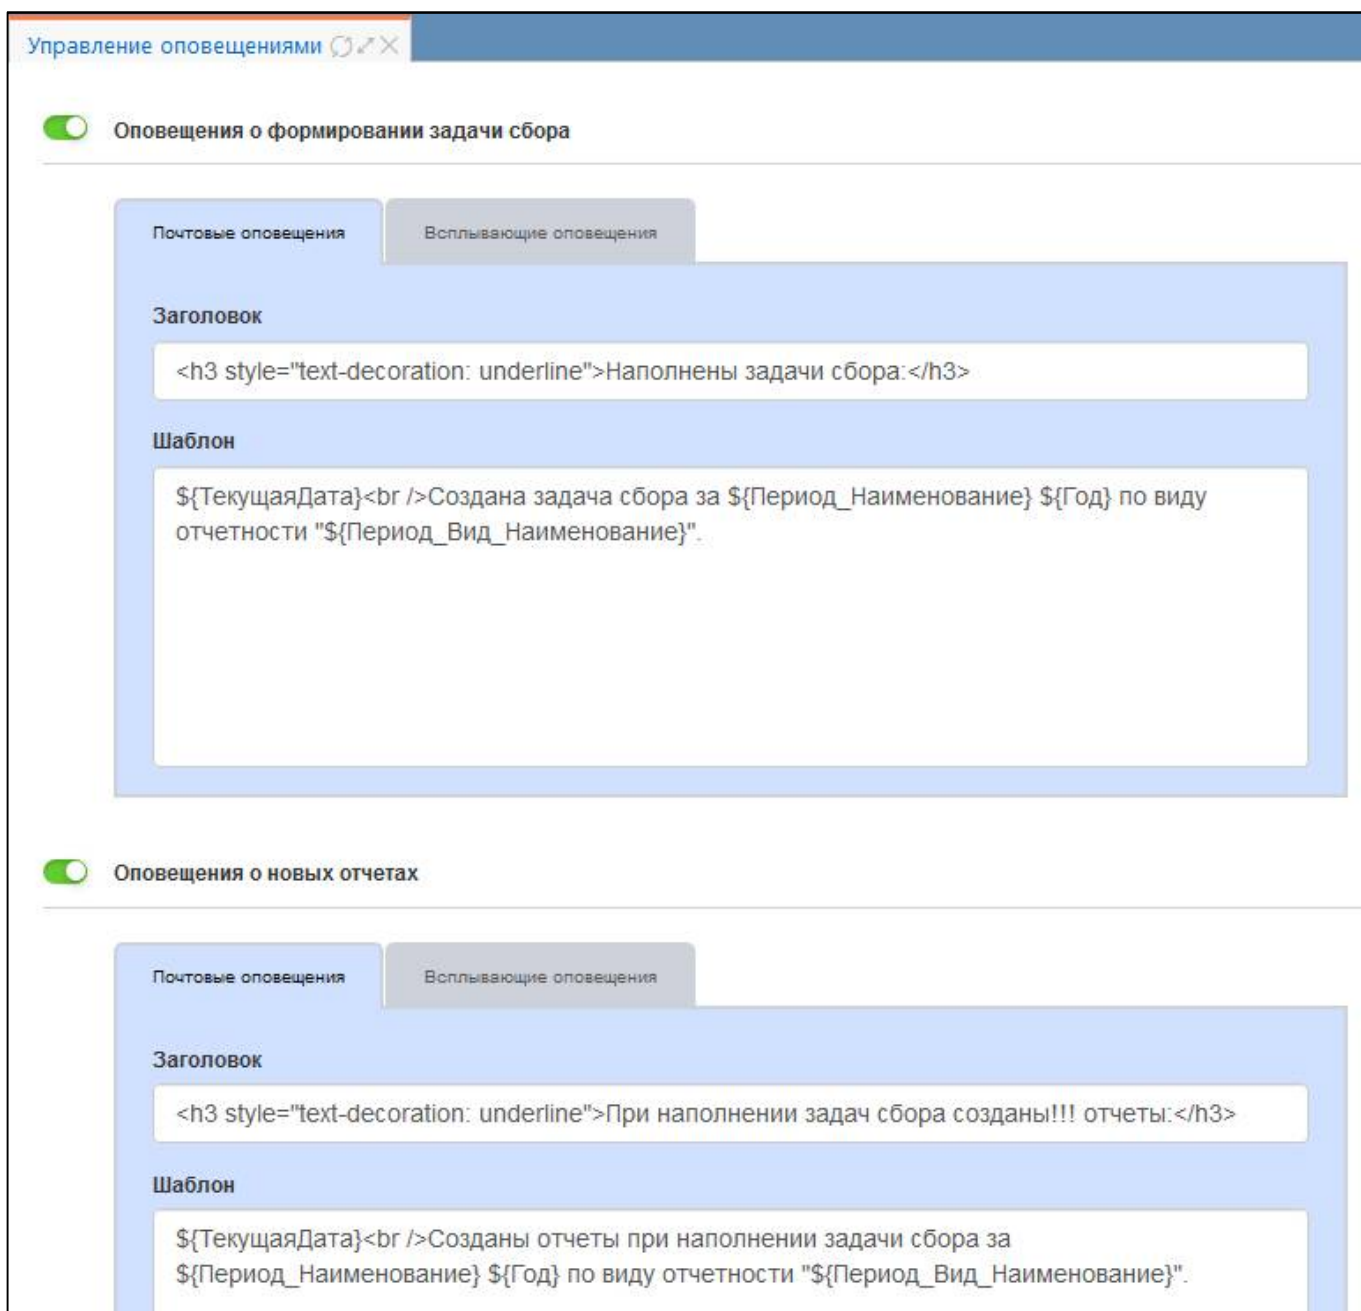 Управление оповещениями
Оповещения о формировании задачи сбора
Почтовые оповещения
Всплывающие оповещения
Заголовок
<h3 style="text-decoration: underline">Наполнены задачи сбора:</h3>
Шаблон
${ТекущаяДата}<br />Создана задача сбора за ${Период_Наименование} ${Год} по виду
отчетности "${Период_Вид_Наименование}".
Оповещения о новых отчетах
Почтовые оповещения
Всплывающие оповещения
Заголовок
<h3 style="text-decoration: underline">При наполнении задач сбора созданы!!! отчеты:</h3>
Шаблон
${ТекущаяДата}<br />Созданы отчеты при наполнении задачи сбора за
${Период_Наименование} ${Год} по виду отчетности "${Период_Вид_Наименование}".